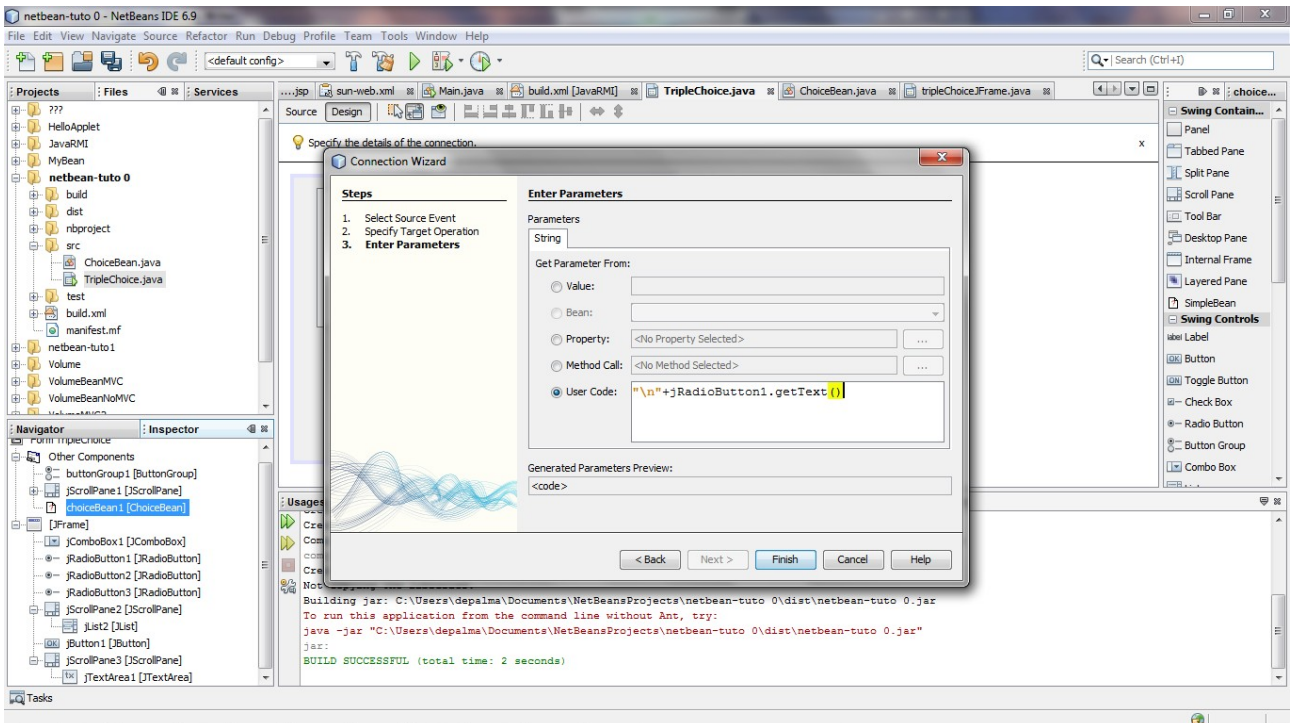 netbean-tuto 0 - NetBeans IDE 6.9
File Edit View Navigate Source Refactor Run Debug Profile Team Tools Window Help
<default config>
Search (Ctrl+I)
Projects Files Services
....jsp sun-web.xml Main.java build.xml [JavaRMI] TripleChoice.java ChoiceBean.java tripleChoiceJFrame.java
choice...
Source Design
Specify the details of the connection.
x
???
HelloApplet
JavaRMI
MyBean
netbean-tuto 0
build
dist
nbproject
src
ChoiceBean.java
TripleChoice.java
test
build.xml
manifest.mf
netbean-tuto1
Volume
VolumeBeanMVC
VolumeBeanNoMVC
Navigator Inspector
Form TripleChoice
Other Components
buttonGroup1 [ButtonGroup]
jScrollPane1 [JScrollPane]
choiceBean1 [ChoiceBean]
[JFrame]
jComboBox1 [JComboBox]
jRadioButton1 [JRadioButton]
jRadioButton2 [JRadioButton]
jRadioButton3 [JRadioButton]
jScrollPane2 [JScrollPane]
jList2 [JList]
jButton1 [JButton]
jScrollPane3 [JScrollPane]
jTextArea1 [JTextArea]
Tasks
Connection Wizard
Steps
1. Select Source Event
2. Specify Target Operation
3. Enter Parameters
Enter Parameters
Parameters
String
Get Parameter From:
Value:
Bean:
Property: <No Property Selected> ...
Method Call: <No Method Selected> ...
User Code: "\n"+jRadioButton1.getText()
Generated Parameters Preview:
<code>
< Back Next > Finish Cancel Help
Usages
Cre
Com
com
Cre
Not
Building jar: C:\Users\depalma\Documents\NetBeansProjects\netbean-tuto 0\dist\netbean-tuto 0.jar
To run this application from the command line without Ant, try:
java -jar "C:\Users\depalma\Documents\NetBeansProjects\netbean-tuto 0\dist\netbean-tuto 0.jar"
jar:
BUILD SUCCESSFUL (total time: 2 seconds)
Swing Contain...
Panel
Tabbed Pane
Split Pane
Scroll Pane
Tool Bar
Desktop Pane
Internal Frame
Layered Pane
SimpleBean
Swing Controls
label Label
OK Button
ON Toggle Button
Check Box
Radio Button
Button Group
Combo Box